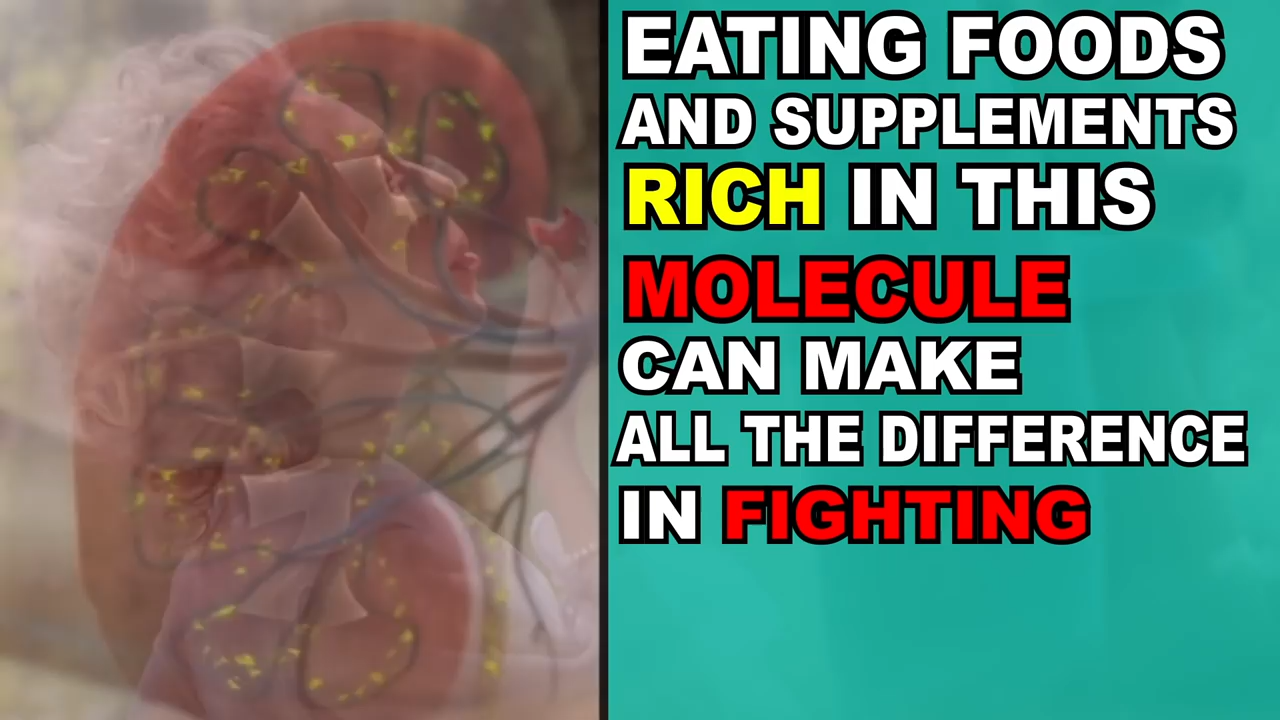 EATING FOODS
AND SUPPLEMENTS
RICH IN THIS
MOLECULE
CAN MAKE
ALL THE DIFFERENCE
IN FIGHTING